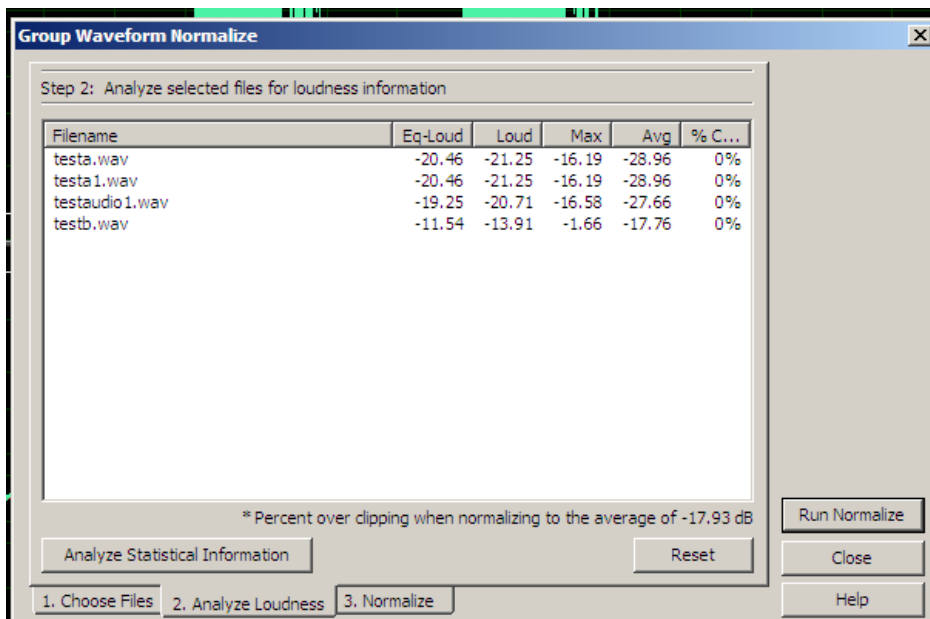 Group Waveform Normalize
Step 2: Analyze selected files for loudness information
Filename Eq-Loud Loud Max Avg % C...
testa.wav -20.46 -21.25 -16.19 -28.96 0%
testa1.wav -20.46 -21.25 -16.19 -28.96 0%
testaudio1.wav -19.25 -20.71 -16.58 -27.66 0%
testb.wav -11.54 -13.91 -1.66 -17.76 0%
* Percent over clipping when normalizing to the average of -17.93 dB
Run Normalize
Analyze Statistical Information Reset Close
1. Choose Files 2. Analyze Loudness 3. Normalize Help